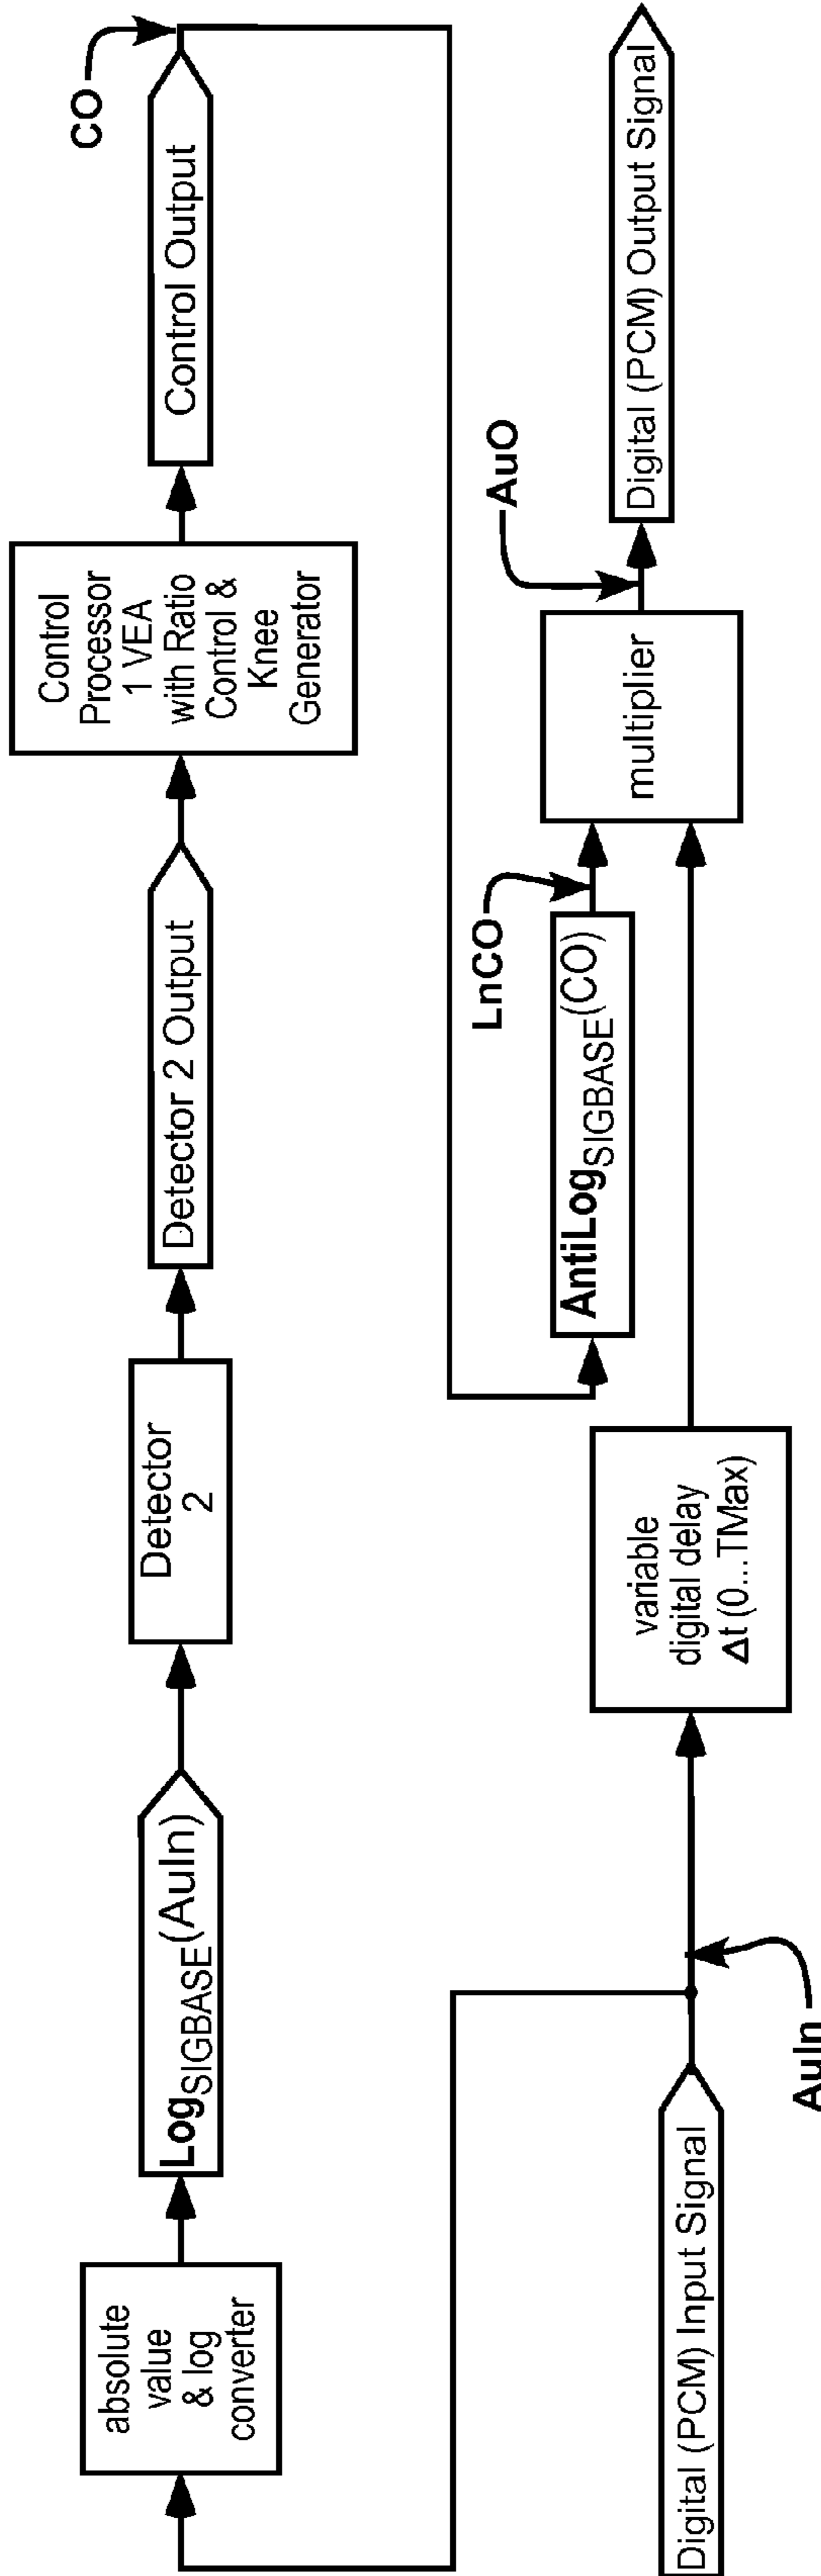 absolute
value
& log
converter
LogSIGBASE(AuIn)
Detector
2
Detector 2 Output
Control
Processor
1 VEA
with Ratio
Control &
Knee
Generator
Control Output
CO
Digital (PCM) Input Signal
AuIn
variable
digital delay
Δt (0...TMax)
AntiLogSIGBASE(CO)
LnCO
multiplier
AuO
Digital (PCM) Output Signal